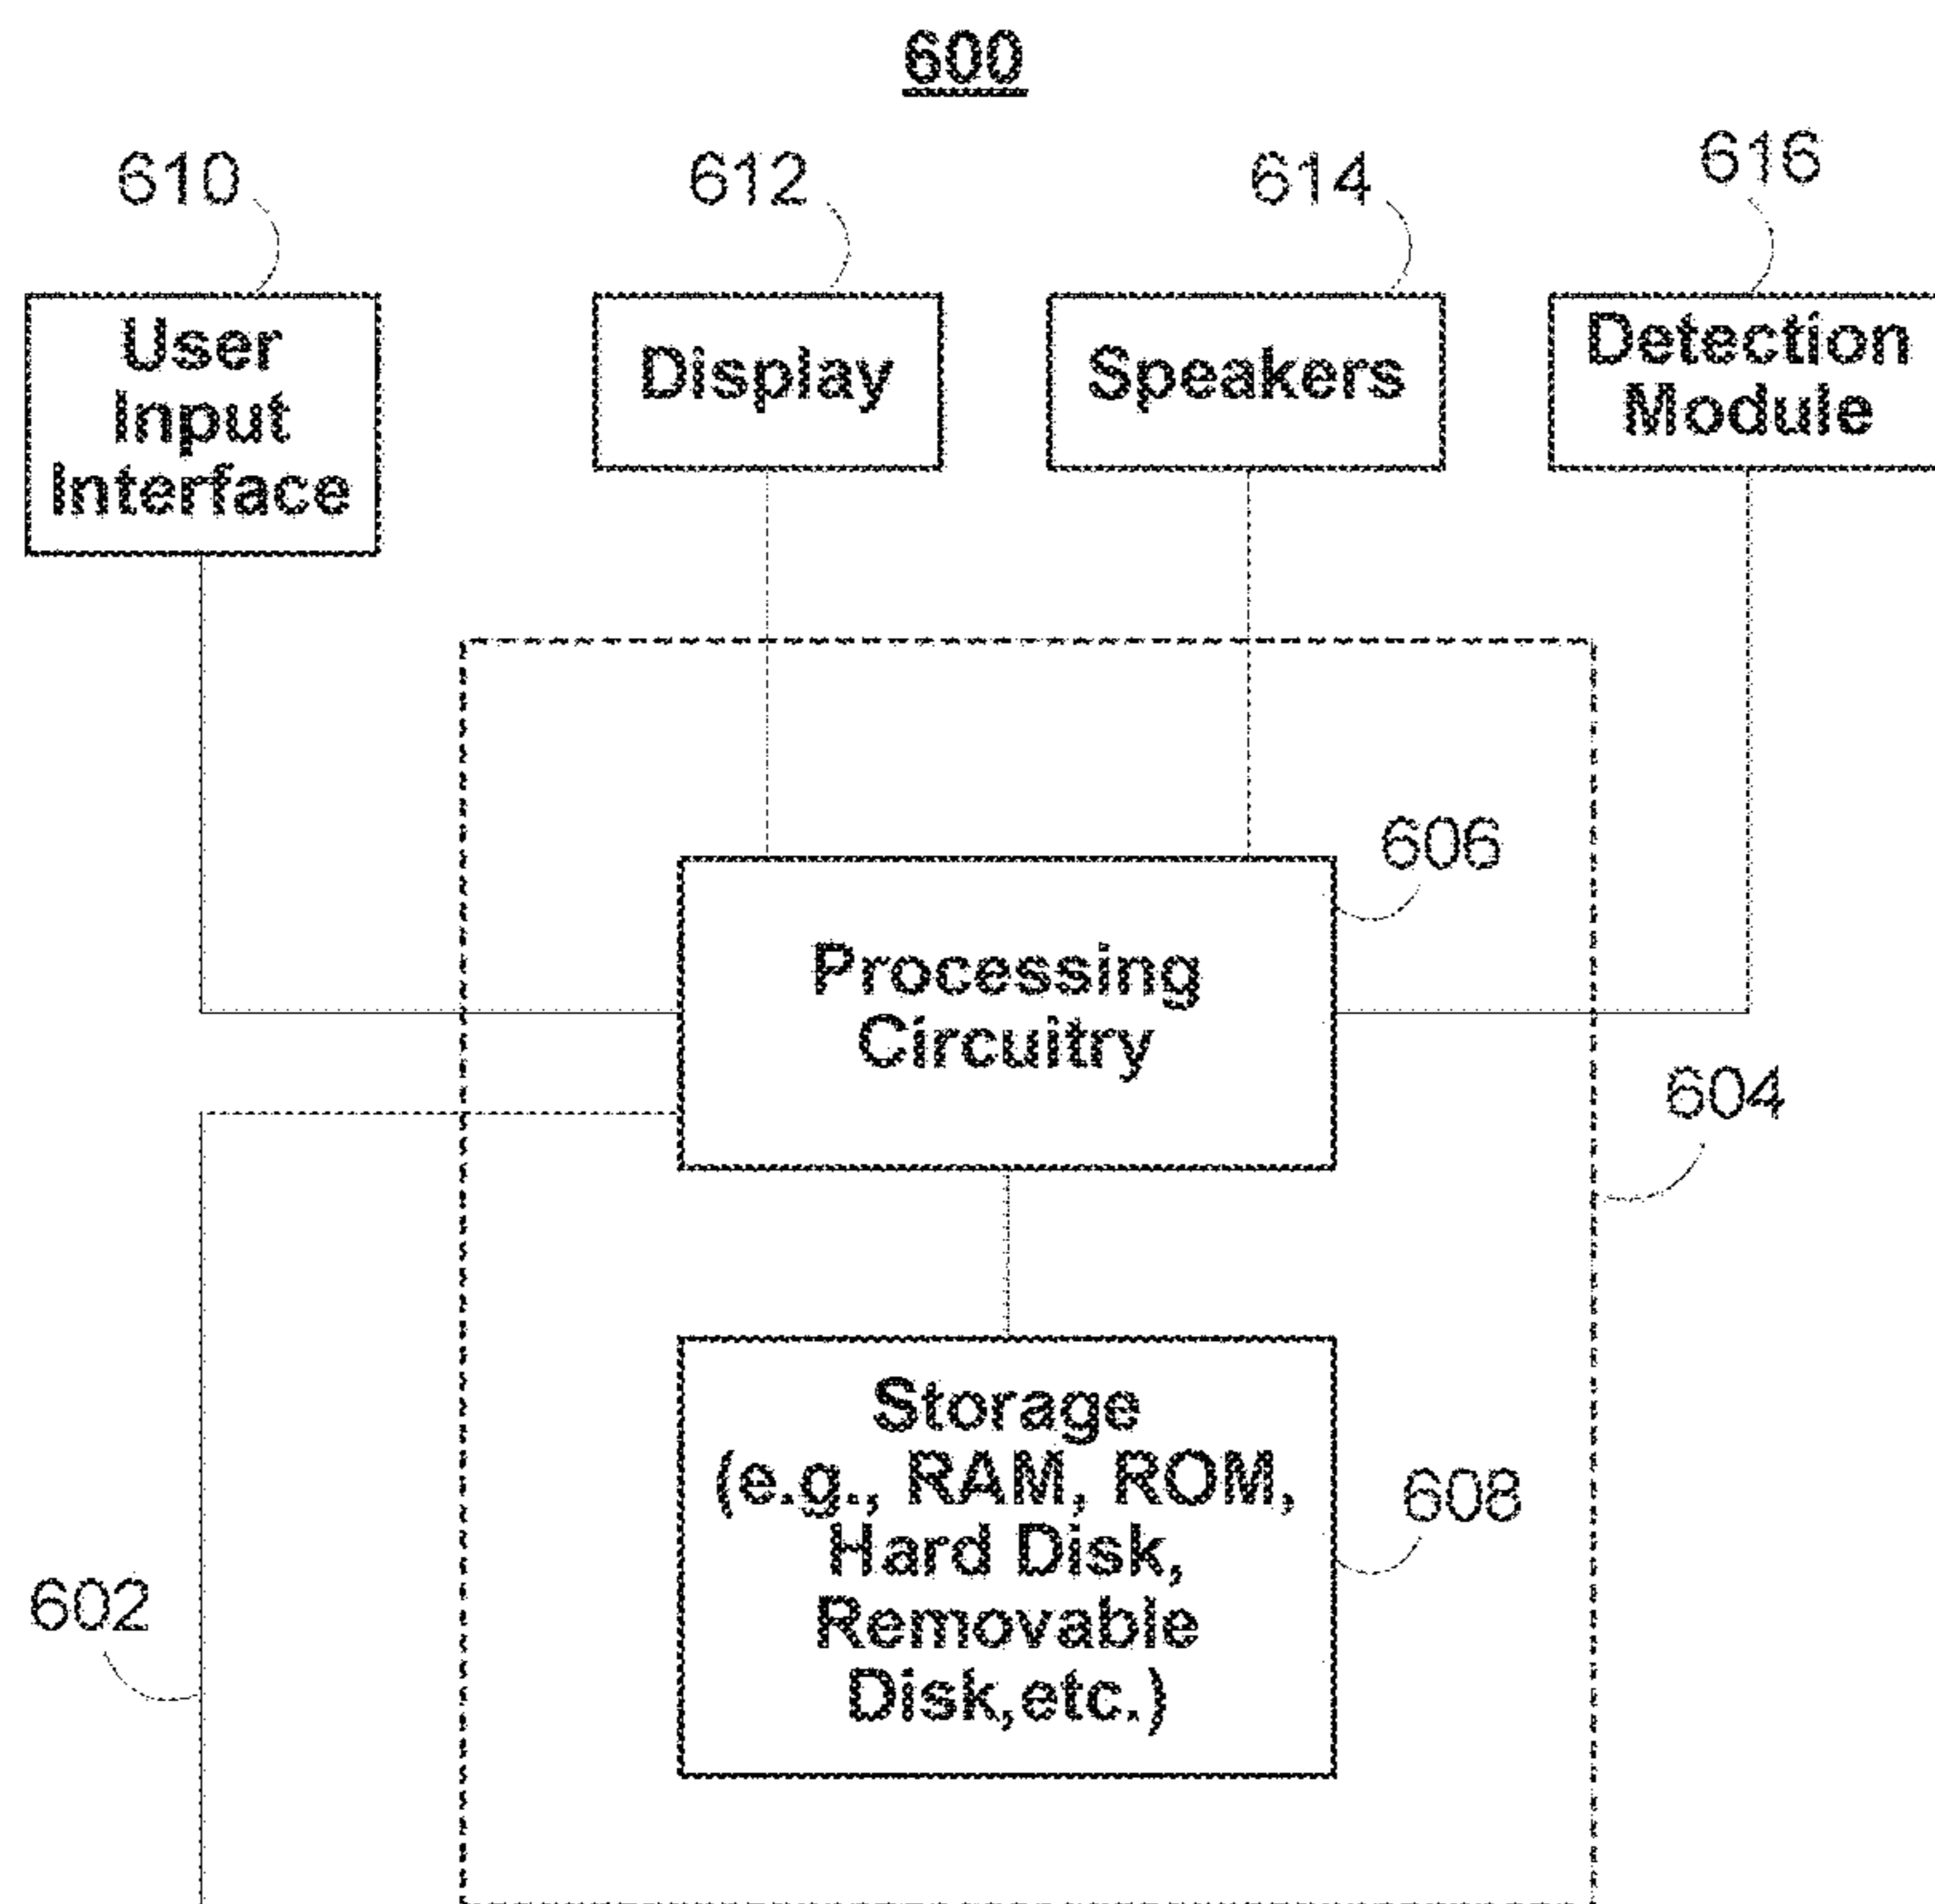 600
610
612
614
616
User
Input
Interface
Display
Speakers
Detection
Module
606
Processing
Circuitry
604
Storage
(e.g., RAM, ROM,
Hard Disk,
Removable
Disk,etc.)
608
602